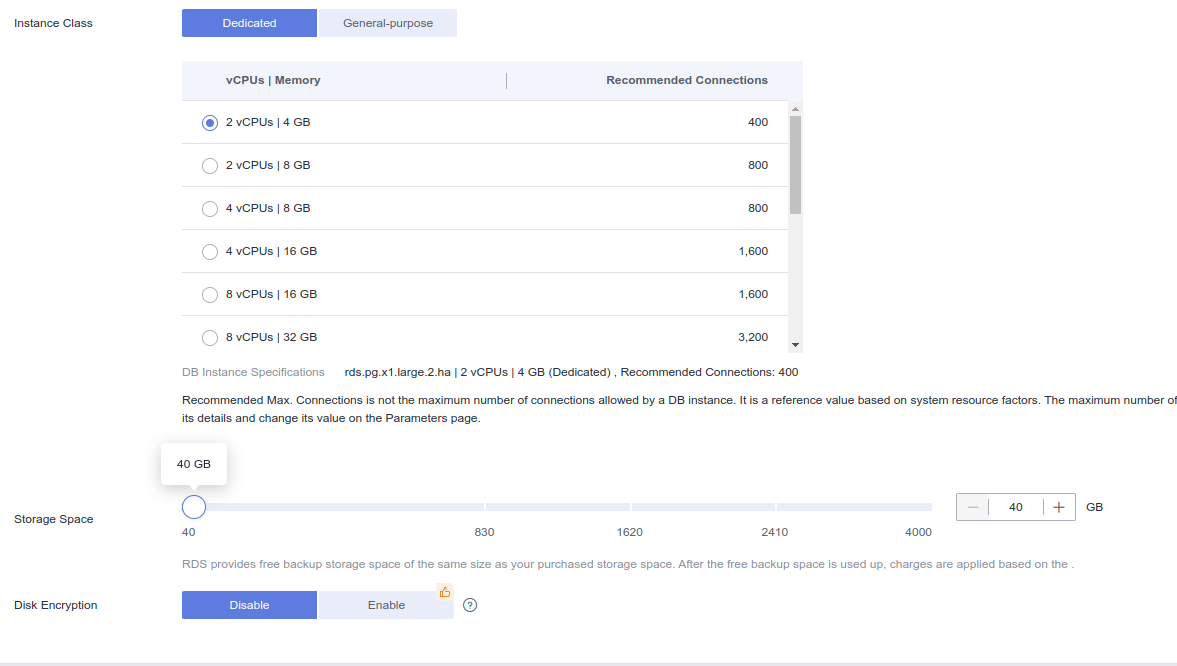 Instance Class
Dedicated General-purpose
vCPUs | Memory Recommended Connections
2 vCPUs | 4 GB 400
2 vCPUs | 8 GB 800
4 vCPUs | 8 GB 800
4 vCPUs | 16 GB 1,600
8 vCPUs | 16 GB 1,600
8 vCPUs | 32 GB 3,200
DB Instance Specifications rds.pg.x1.large.2.ha | 2 vCPUs | 4 GB (Dedicated) , Recommended Connections: 400
Recommended Max. Connections is not the maximum number of connections allowed by a DB instance. It is a reference value based on system resource factors. The maximum number of
its details and change its value on the Parameters page.
40 GB
Storage Space
40 GB
40 830 1620 2410 4000
RDS provides free backup storage space of the same size as your purchased storage space. After the free backup space is used up, charges are applied based on the .
Disk Encryption Disable Enable ?